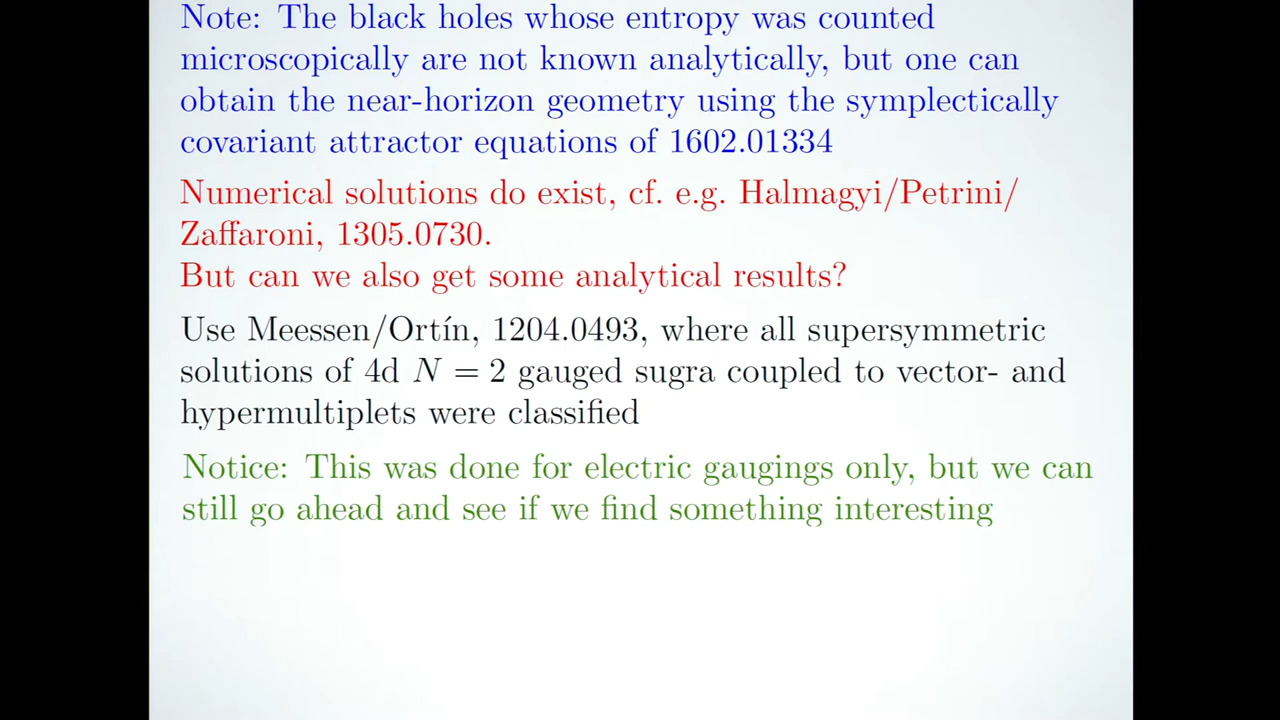 Note: The black holes whose entropy was counted
microscopically are not known analytically, but one can
obtain the near-horizon geometry using the symplectically
covariant attractor equations of 1602.01334
Numerical solutions do exist, cf. e.g. Halmagyi/Petrini/
Zaffaroni, 1305.0730.
But can we also get some analytical results?
Use Meessen/Ortín, 1204.0493, where all supersymmetric
solutions of 4d N = 2 gauged sugra coupled to vector- and
hypermultiplets were classified
Notice: This was done for electric gaugings only, but we can
still go ahead and see if we find something interesting